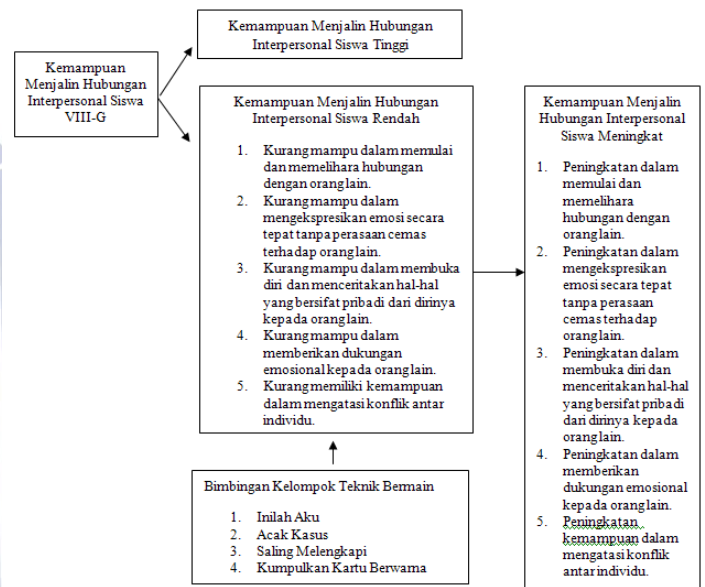 Kemampuan Menjalin Hubungan
Interpersonal Siswa Tinggi
Kemampuan
Menjalin Hubungan
Interpersonal Siswa
VIII-G
Kemampuan Menjalin Hubungan
Interpersonal Siswa Rendah
1. Kurang mampu dalam memulai
dan memelihara hubungan
dengan orang lain.
2. Kurang mampu dalam
mengekspresikan emosi secara
tepat tanpa perasaan cemas
terhadap orang lain.
3. Kurang mampu dalam membuka
diri dan menceritakan hal-hal
yang bersifat pribadi dari dirinya
kepada orang lain.
4. Kurang mampu dalam
memberikan dukungan
emosional kepada orang lain.
5. Kurang memiliki kemampuan
dalam mengatasi konflik antar
individu.
Kemampuan Menjalin
Hubungan Interpersonal
Siswa Meningkat
1. Peningkatan dalam
memulai dan
memelihara
hubungan dengan
orang lain.
2. Peningkatan dalam
mengekspresikan
emosi secara tepat
tanpa perasaan
cemas terhadap
orang lain.
3. Peningkatan dalam
membuka diri dan
menceritakan hal-hal
yang bersifat pribadi
dari dirinya kepada
orang lain.
4. Peningkatan dalam
memberikan
dukungan emosional
kepada orang lain.
5. Peningkatan
kemampuan dalam
mengatasi konflik
antar individu.
Bimbingan Kelompok Teknik Bermain
1. Inilah Aku
2. Acak Kasus
3. Saling Melengkapi
4. Kumpulkan Kartu Berwarna